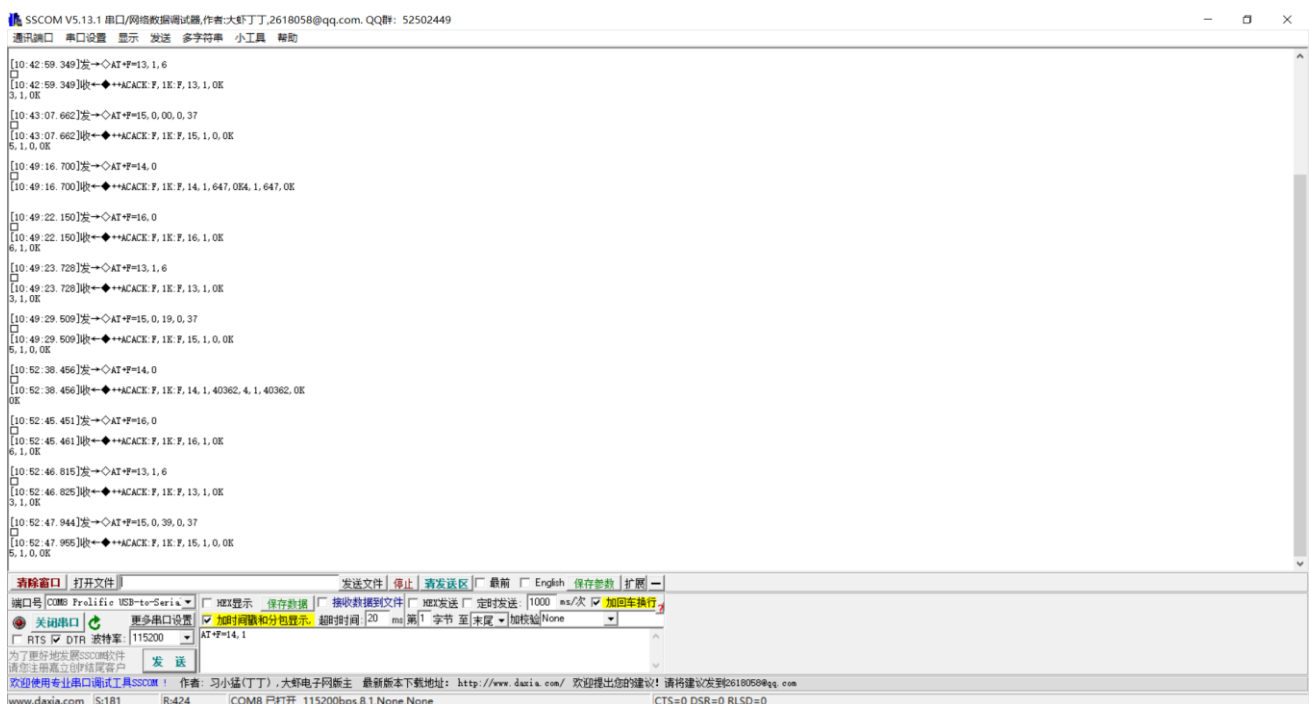 SSCOM V5.13.1 串口/网络数据调试器,作者:大虾丁丁,2618058@qq.com. QQ群: 52502449
通讯端口 串口设置 显示 发送 多字符串 小工具 帮助
[10:42:59.349]发→◇AT+F=13,1,6
□
[10:42:59.349]收←◆++ACACK:F,1K:F,13,1,OK
3,1,OK
[10:43:07.662]发→◇AT+F=15,0,00,0,37
□
[10:43:07.662]收←◆++ACACK:F,1K:F,15,1,0,OK
5,1,0,OK
[10:49:16.700]发→◇AT+F=14,0
□
[10:49:16.700]收←◆++ACACK:F,1K:F,14,1,647,OK4,1,647,OK
[10:49:22.150]发→◇AT+F=16,0
□
[10:49:22.150]收←◆++ACACK:F,1K:F,16,1,OK
6,1,OK
[10:49:23.728]发→◇AT+F=13,1,6
□
[10:49:23.728]收←◆++ACACK:F,1K:F,13,1,OK
3,1,OK
[10:49:29.509]发→◇AT+F=15,0,19,0,37
□
[10:49:29.509]收←◆++ACACK:F,1K:F,15,1,0,OK
5,1,0,OK
[10:52:38.456]发→◇AT+F=14,0
□
[10:52:38.456]收←◆++ACACK:F,1K:F,14,1,40362,4,1,40362,OK
OK
[10:52:45.451]发→◇AT+F=16,0
□
[10:52:45.461]收←◆++ACACK:F,1K:F,16,1,OK
6,1,OK
[10:52:46.815]发→◇AT+F=13,1,6
□
[10:52:46.825]收←◆++ACACK:F,1K:F,13,1,OK
3,1,OK
[10:52:47.944]发→◇AT+F=15,0,39,0,37
□
[10:52:47.955]收←◆++ACACK:F,1K:F,15,1,0,OK
5,1,0,OK
清除窗口 打开文件 发送文件 停止 清发送区 最前 English 保存参数 扩展 —
端口号 COM8 Prolific USB-to-Seria HEX显示 保存数据 接收数据到文件 HEX发送 定时发送: 1000 ms/次 加回车换行
关闭串口 更多串口设置 加时间戳和分包显示, 超时时间: 20 ms 第1 字节 至 末尾 加校验 None
RTS DTR 波特率: 115200 AT+F=14,1
为了更好地发展SSCOM软件
请您注册嘉立创F结尾客户 发 送
欢迎使用专业串口调试工具SSCOM ! 作者: 习小猛(丁丁),大虾电子网版主 最新版本下载地址: http://www.daxia.com/ 欢迎提出您的建议! 请将建议发到2618058@qq.com
www.daxia.com S:181 R:424 COM8 已打开 115200bps,8,1,None,None CTS=0 DSR=0 RLSD=0